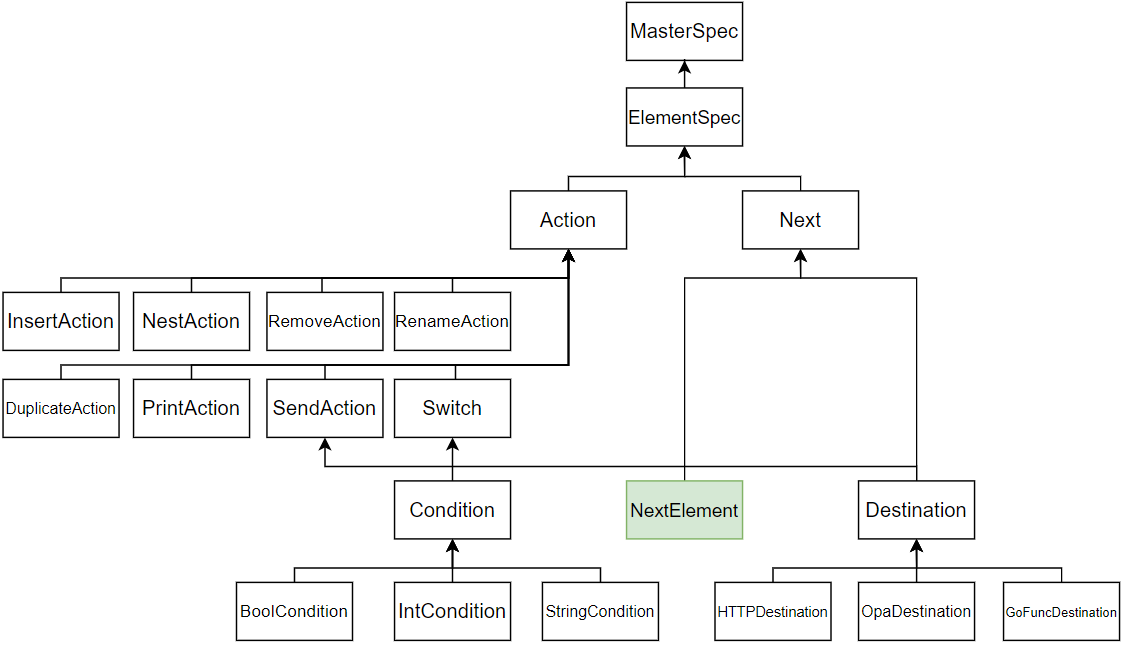 MasterSpec
ElementSpec
Action
Next
InsertAction
NestAction
RemoveAction
RenameAction
DuplicateAction
PrintAction
SendAction
Switch
Condition
NextElement
Destination
BoolCondition
IntCondition
StringCondition
HTTPDestination
OpaDestination
GoFuncDestination